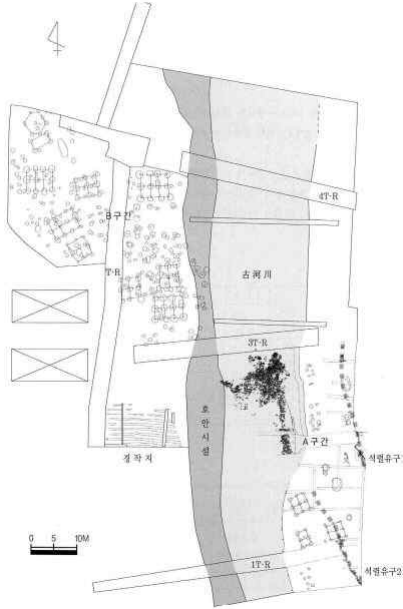 4T·R
B구간
T·R
古河川
3T·R
호안시설
A구간
경작지
석렬유구1
0 5 10M
1T·R
석렬유구2